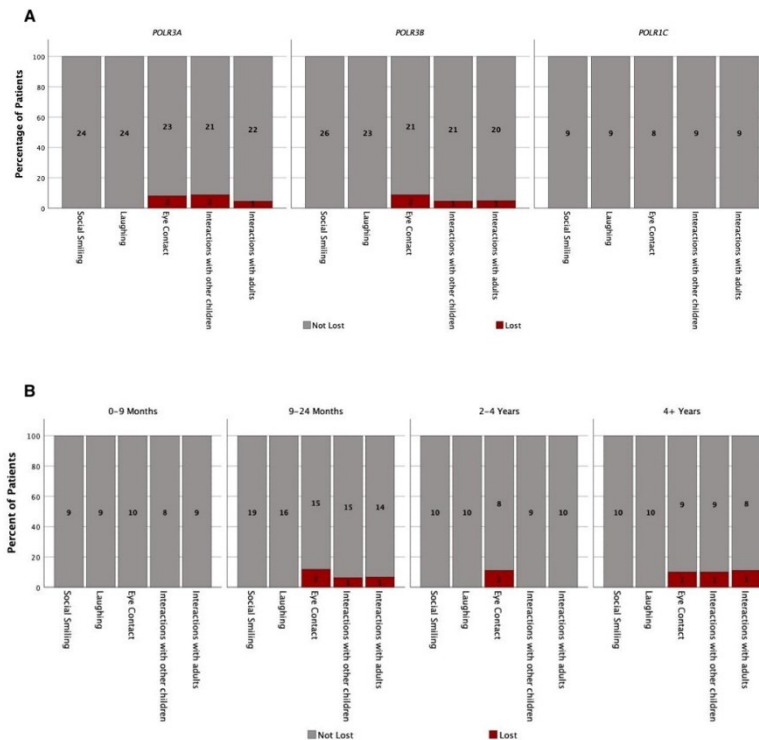 A
POLR3A POLR3B POLR1C
Percentage of Patients
100
80
60
40
20
0
24 24 23 21 22
26 23 21 21 20
9 9 8 9 9
Social Smiling
Laughing
Eye Contact
Interactions with other children
Interactions with adults
Social Smiling
Laughing
Eye Contact
Interactions with other children
Interactions with adults
Social Smiling
Laughing
Eye Contact
Interactions with other children
Interactions with adults
Not Lost Lost
B
0-9 Months 9-24 Months 2-4 Years 4+ Years
Percent of Patients
100
80
60
40
20
0
9 9 10 8 9
19 16 15 15 14
10 10 8 9 10
10 10 9 9 8
Social Smiling
Laughing
Eye Contact
Interactions with other children
Interactions with adults
Social Smiling
Laughing
Eye Contact
Interactions with other children
Interactions with adults
Social Smiling
Laughing
Eye Contact
Interactions with other children
Interactions with adults
Social Smiling
Laughing
Eye Contact
Interactions with other children
Interactions with adults
Not Lost Lost